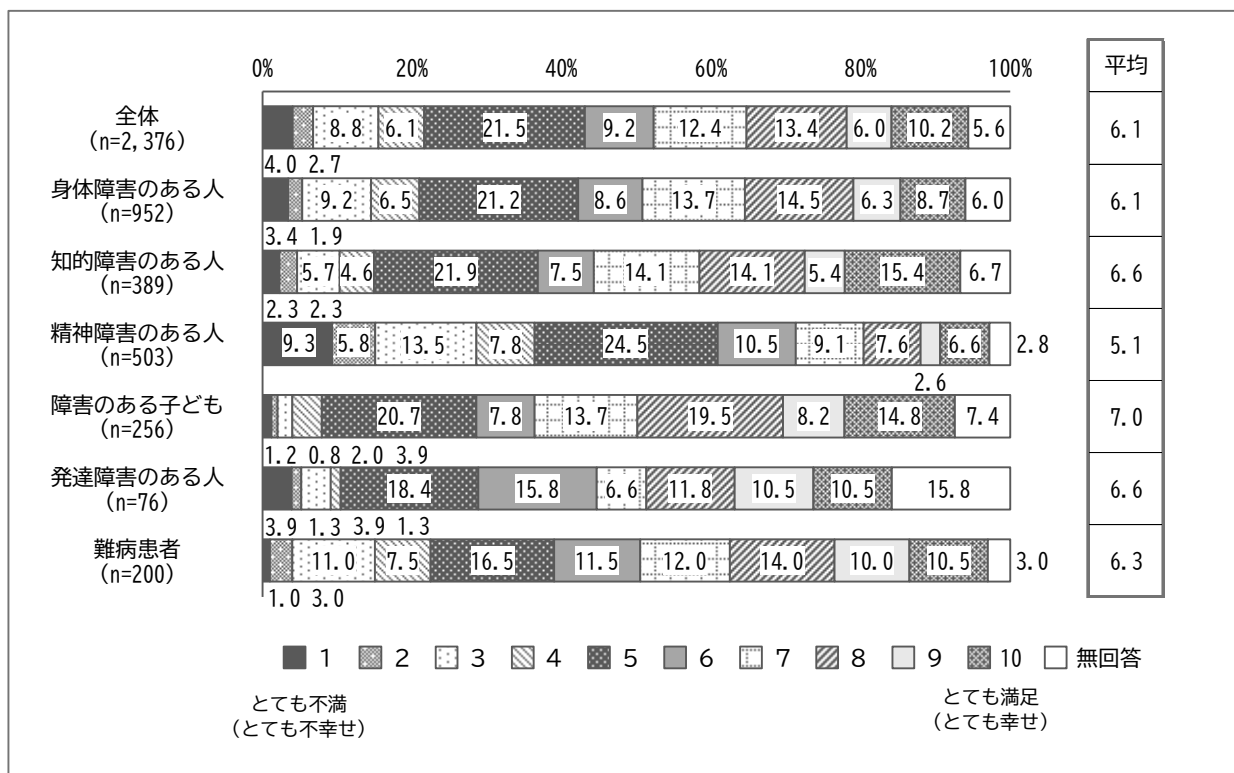 0% 20% 40% 60% 80% 100% 平均
全体
(n=2,376)
8.8 6.1 21.5 9.2 12.4 13.4 6.0 10.2 5.6 6.1
4.0 2.7
身体障害のある人
(n=952)
9.2 6.5 21.2 8.6 13.7 14.5 6.3 8.7 6.0 6.1
3.4 1.9
知的障害のある人
(n=389)
5.7 4.6 21.9 7.5 14.1 14.1 5.4 15.4 6.7 6.6
2.3 2.3
精神障害のある人
(n=503)
9.3 5.8 13.5 7.8 24.5 10.5 9.1 7.6 6.6 2.8 5.1
2.6
障害のある子ども
(n=256)
20.7 7.8 13.7 19.5 8.2 14.8 7.4 7.0
1.2 0.8 2.0 3.9
発達障害のある人
(n=76)
18.4 15.8 6.6 11.8 10.5 10.5 15.8 6.6
3.9 1.3 3.9 1.3
難病患者
(n=200)
11.0 7.5 16.5 11.5 12.0 14.0 10.0 10.5 3.0 6.3
1.0 3.0
1 2 3 4 5 6 7 8 9 10 無回答
とても不満
(とても不幸せ)
とても満足
(とても幸せ)